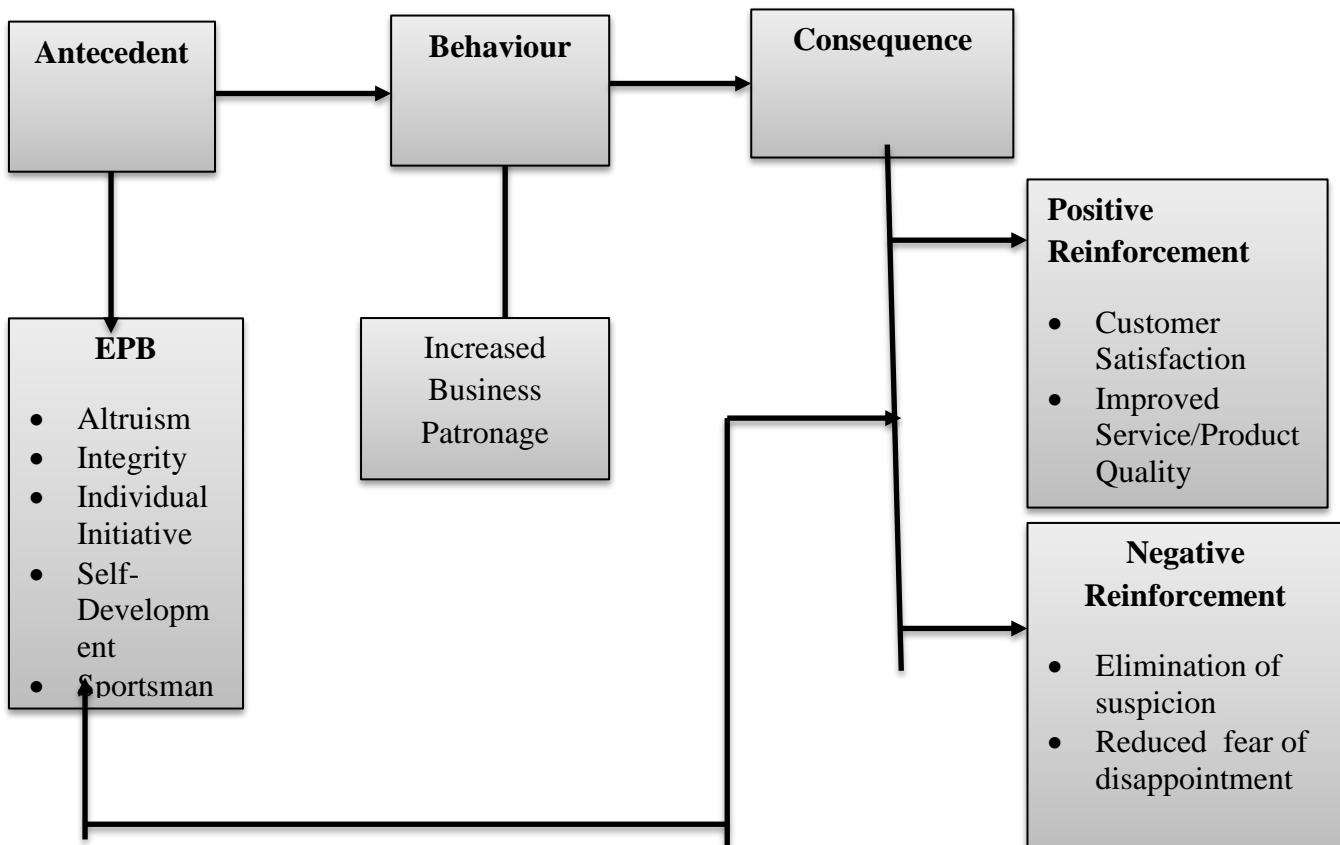 Antecedent
Behaviour
Consequence
EPB
• Altruism
• Integrity
• Individual
Initiative
• Self-
Developm
ent
• Sportsman
Increased
Business
Patronage
Positive
Reinforcement
• Customer
Satisfaction
• Improved
Service/Product
Quality
Negative
Reinforcement
• Elimination of
suspicion
• Reduced fear of
disappointment